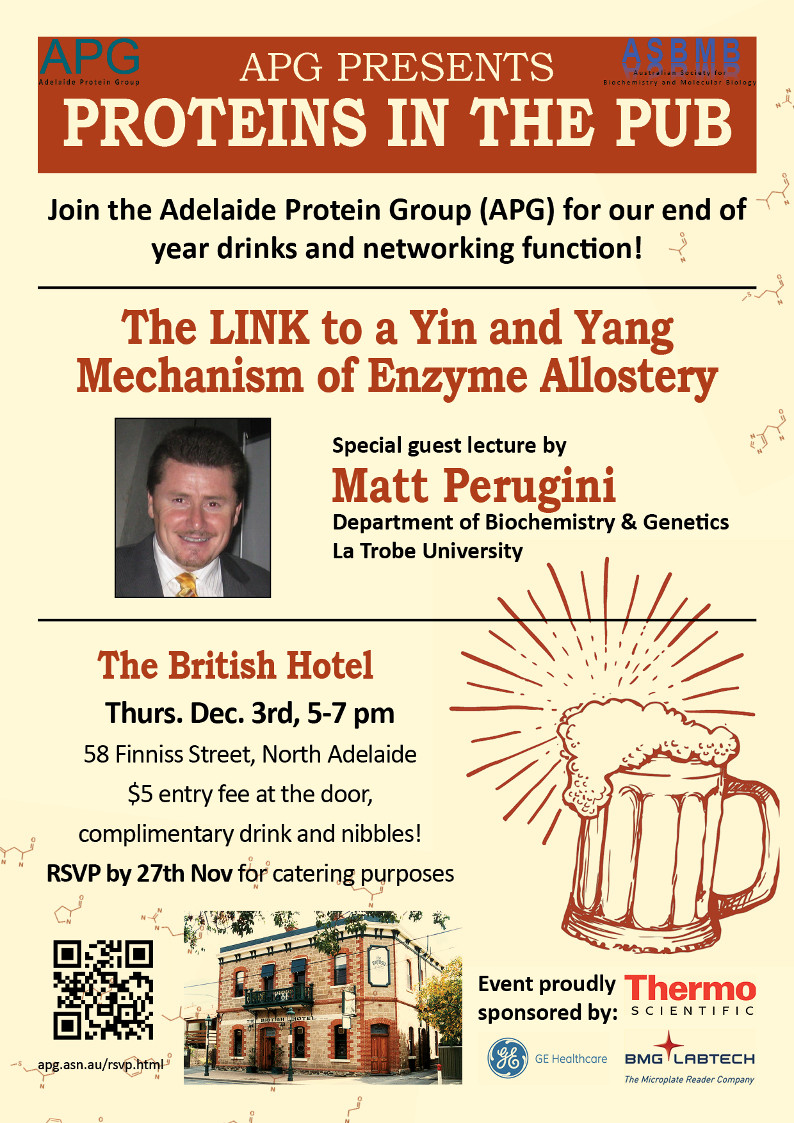 APG
Adelaide Protein Group
ASBMB
Australian Society for
Biochemistry and Molecular Biology
APG PRESENTS
PROTEINS IN THE PUB
Join the Adelaide Protein Group (APG) for our end of
year drinks and networking function!
The LINK to a Yin and Yang
Mechanism of Enzyme Allostery
Special guest lecture by
Matt Perugini
Department of Biochemistry & Genetics
La Trobe University
The British Hotel
Thurs. Dec. 3rd, 5-7 pm
58 Finniss Street, North Adelaide
$5 entry fee at the door,
complimentary drink and nibbles!
RSVP by 27th Nov for catering purposes
apg.asn.au/rsvp.html
BRITISH HOTEL
Event proudly
sponsored by:
Thermo
SCIENTIFIC
GE Healthcare
BMG LABTECH
The Microplate Reader Company